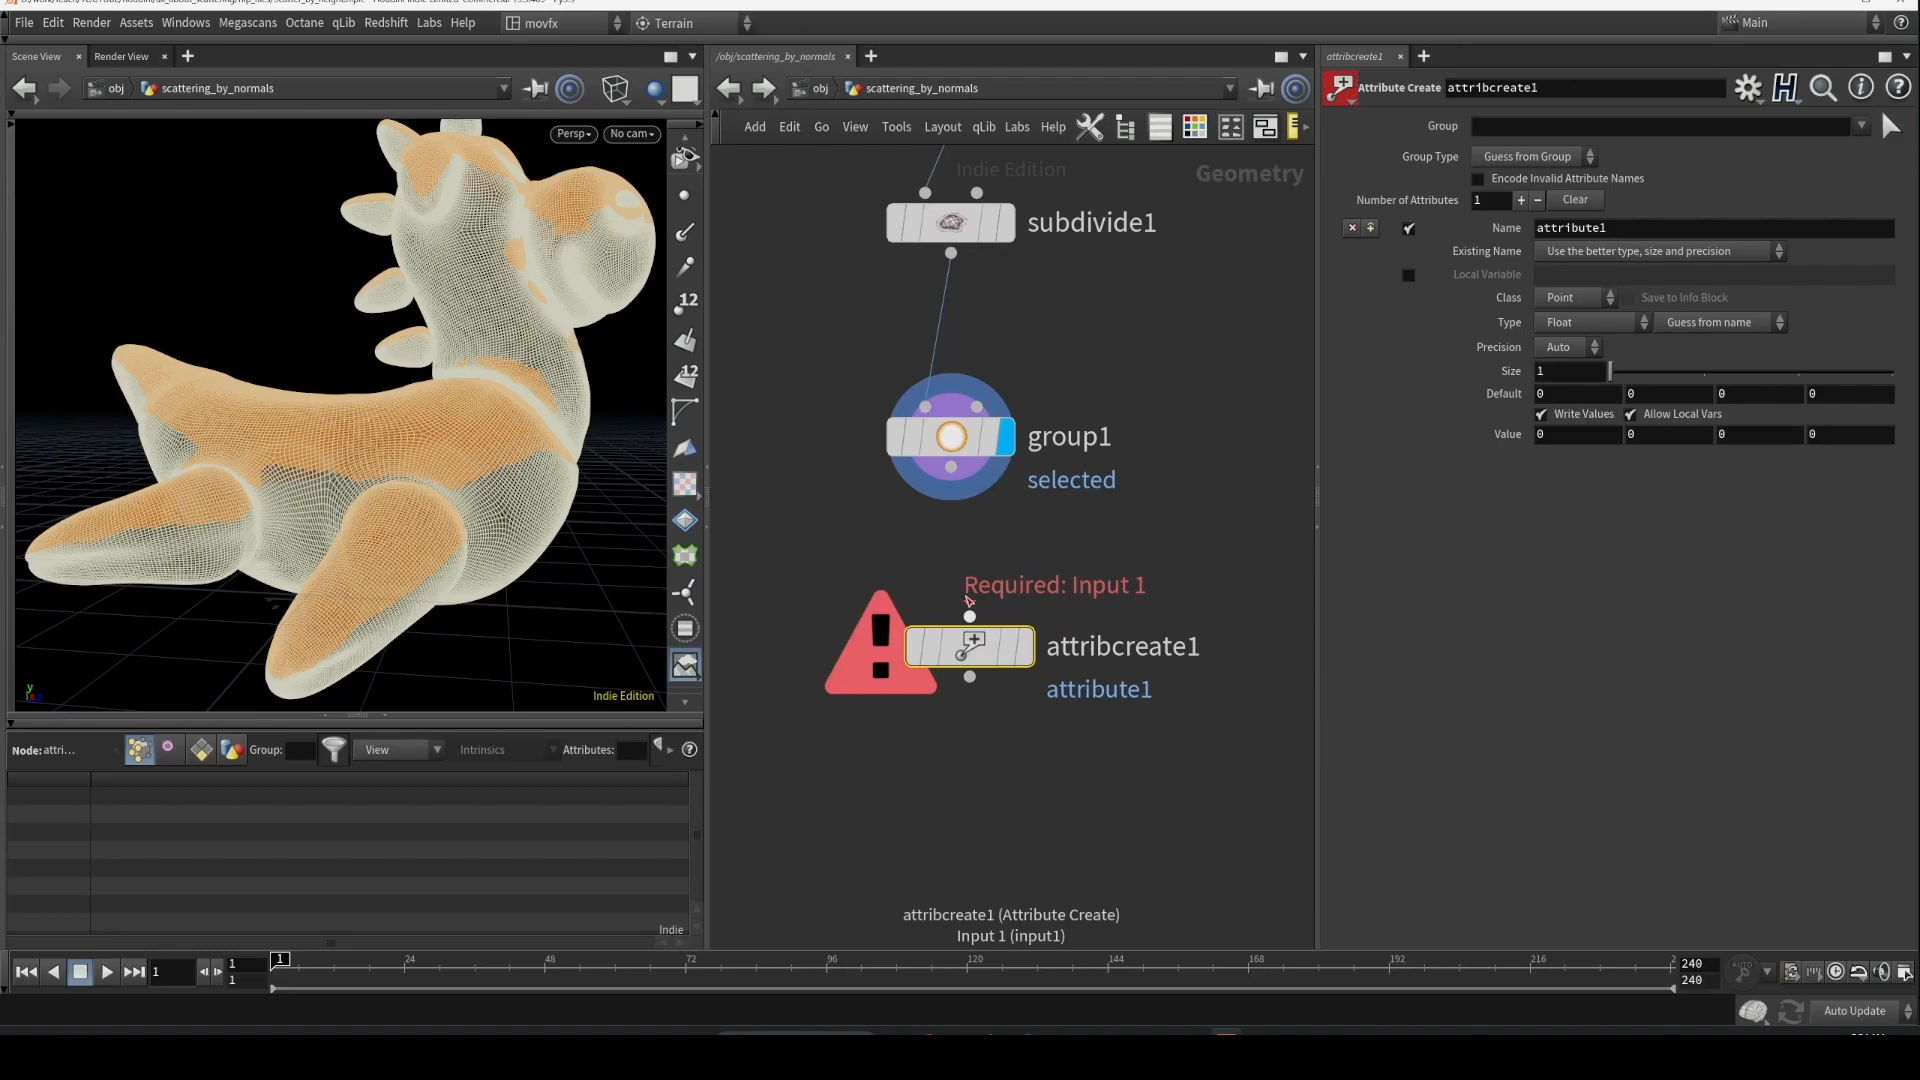 File Edit Render Assets Windows Megascans Octane qLib Redshift Labs Help movfx Terrain Main
Scene View Render View
/obj/scattering_by_normals
attribcreate1
obj scattering_by_normals
obj scattering_by_normals
Attribute Create attribcreate1
Persp No cam
Add Edit Go View Tools Layout qLib Labs Help
Indie Edition
Geometry
Group
Group Type Guess from Group
Encode Invalid Attribute Names
Number of Attributes 1 + − Clear
Name attribute1
Existing Name Use the better type, size and precision
Local Variable
Class Point Save to Info Block
Type Float Guess from name
Precision Auto
Size 1
Default 0 0 0 0
Write Values Allow Local Vars
Value 0 0 0 0
subdivide1
12
12
group1
selected
Required: Input 1
attribcreate1
attribute1
y
Indie Edition
Node: attri... Group: View Intrinsics Attributes:
Indie
attribcreate1 (Attribute Create)
Input 1 (input1)
1 1 1 24 48 72 96 120 144 168 192 216 2 240 AUTO
1 240
Auto Update